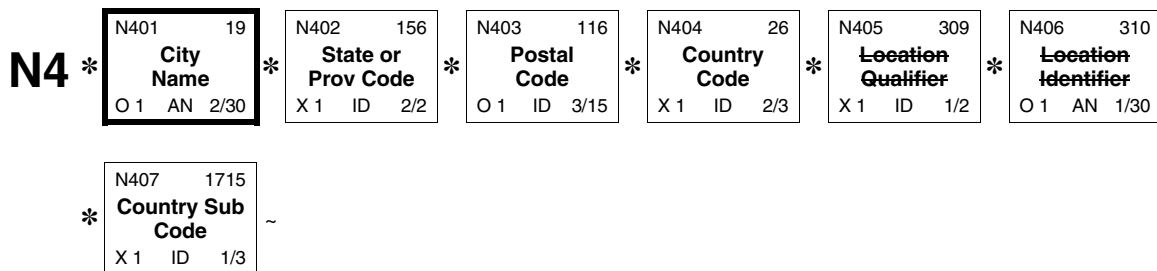 N401 19 N402 156 N403 116 N404 26 N405 309 N406 310
N4 * City Name * State or Prov Code * Postal Code * Country Code * Location Qualifier * Location Identifier
O 1 AN 2/30 X 1 ID 2/2 O 1 ID 3/15 X 1 ID 2/3 X 1 ID 1/2 O 1 AN 1/30
N407 1715
* Country Sub Code ~
X 1 ID 1/3